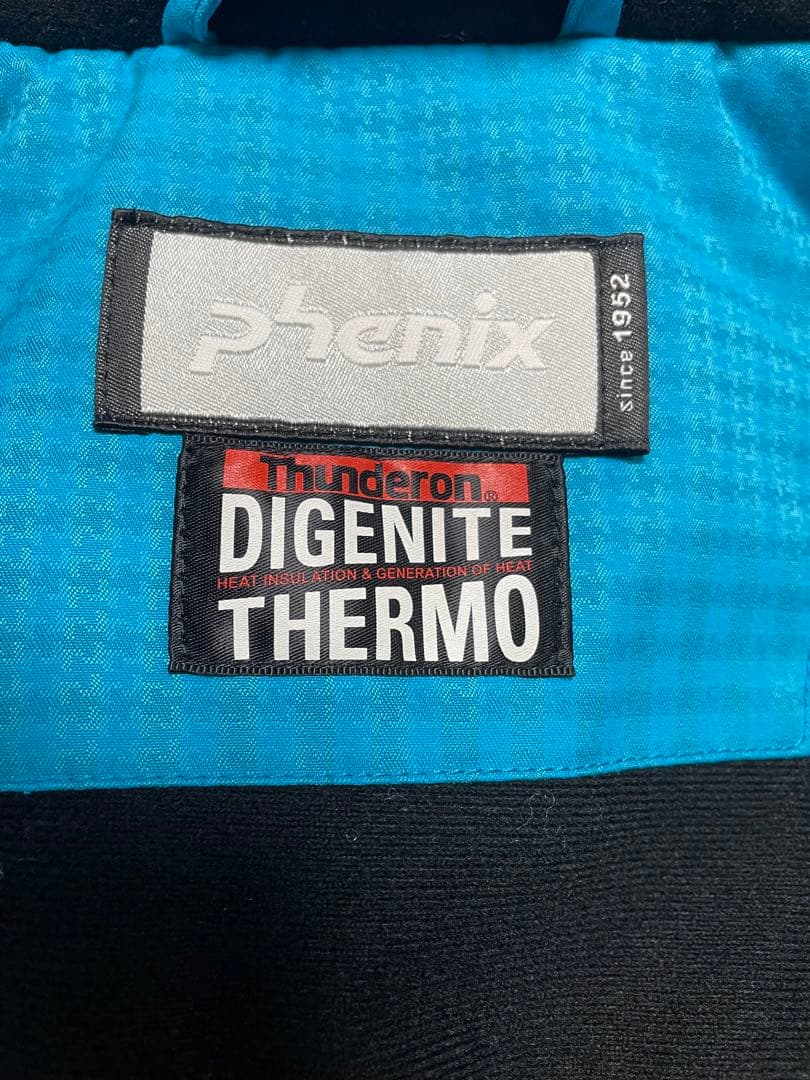 phenix
since 1952
Thunderon®
DIGENITE
HEAT INSULATION & GENERATION OF HEAT
THERMO